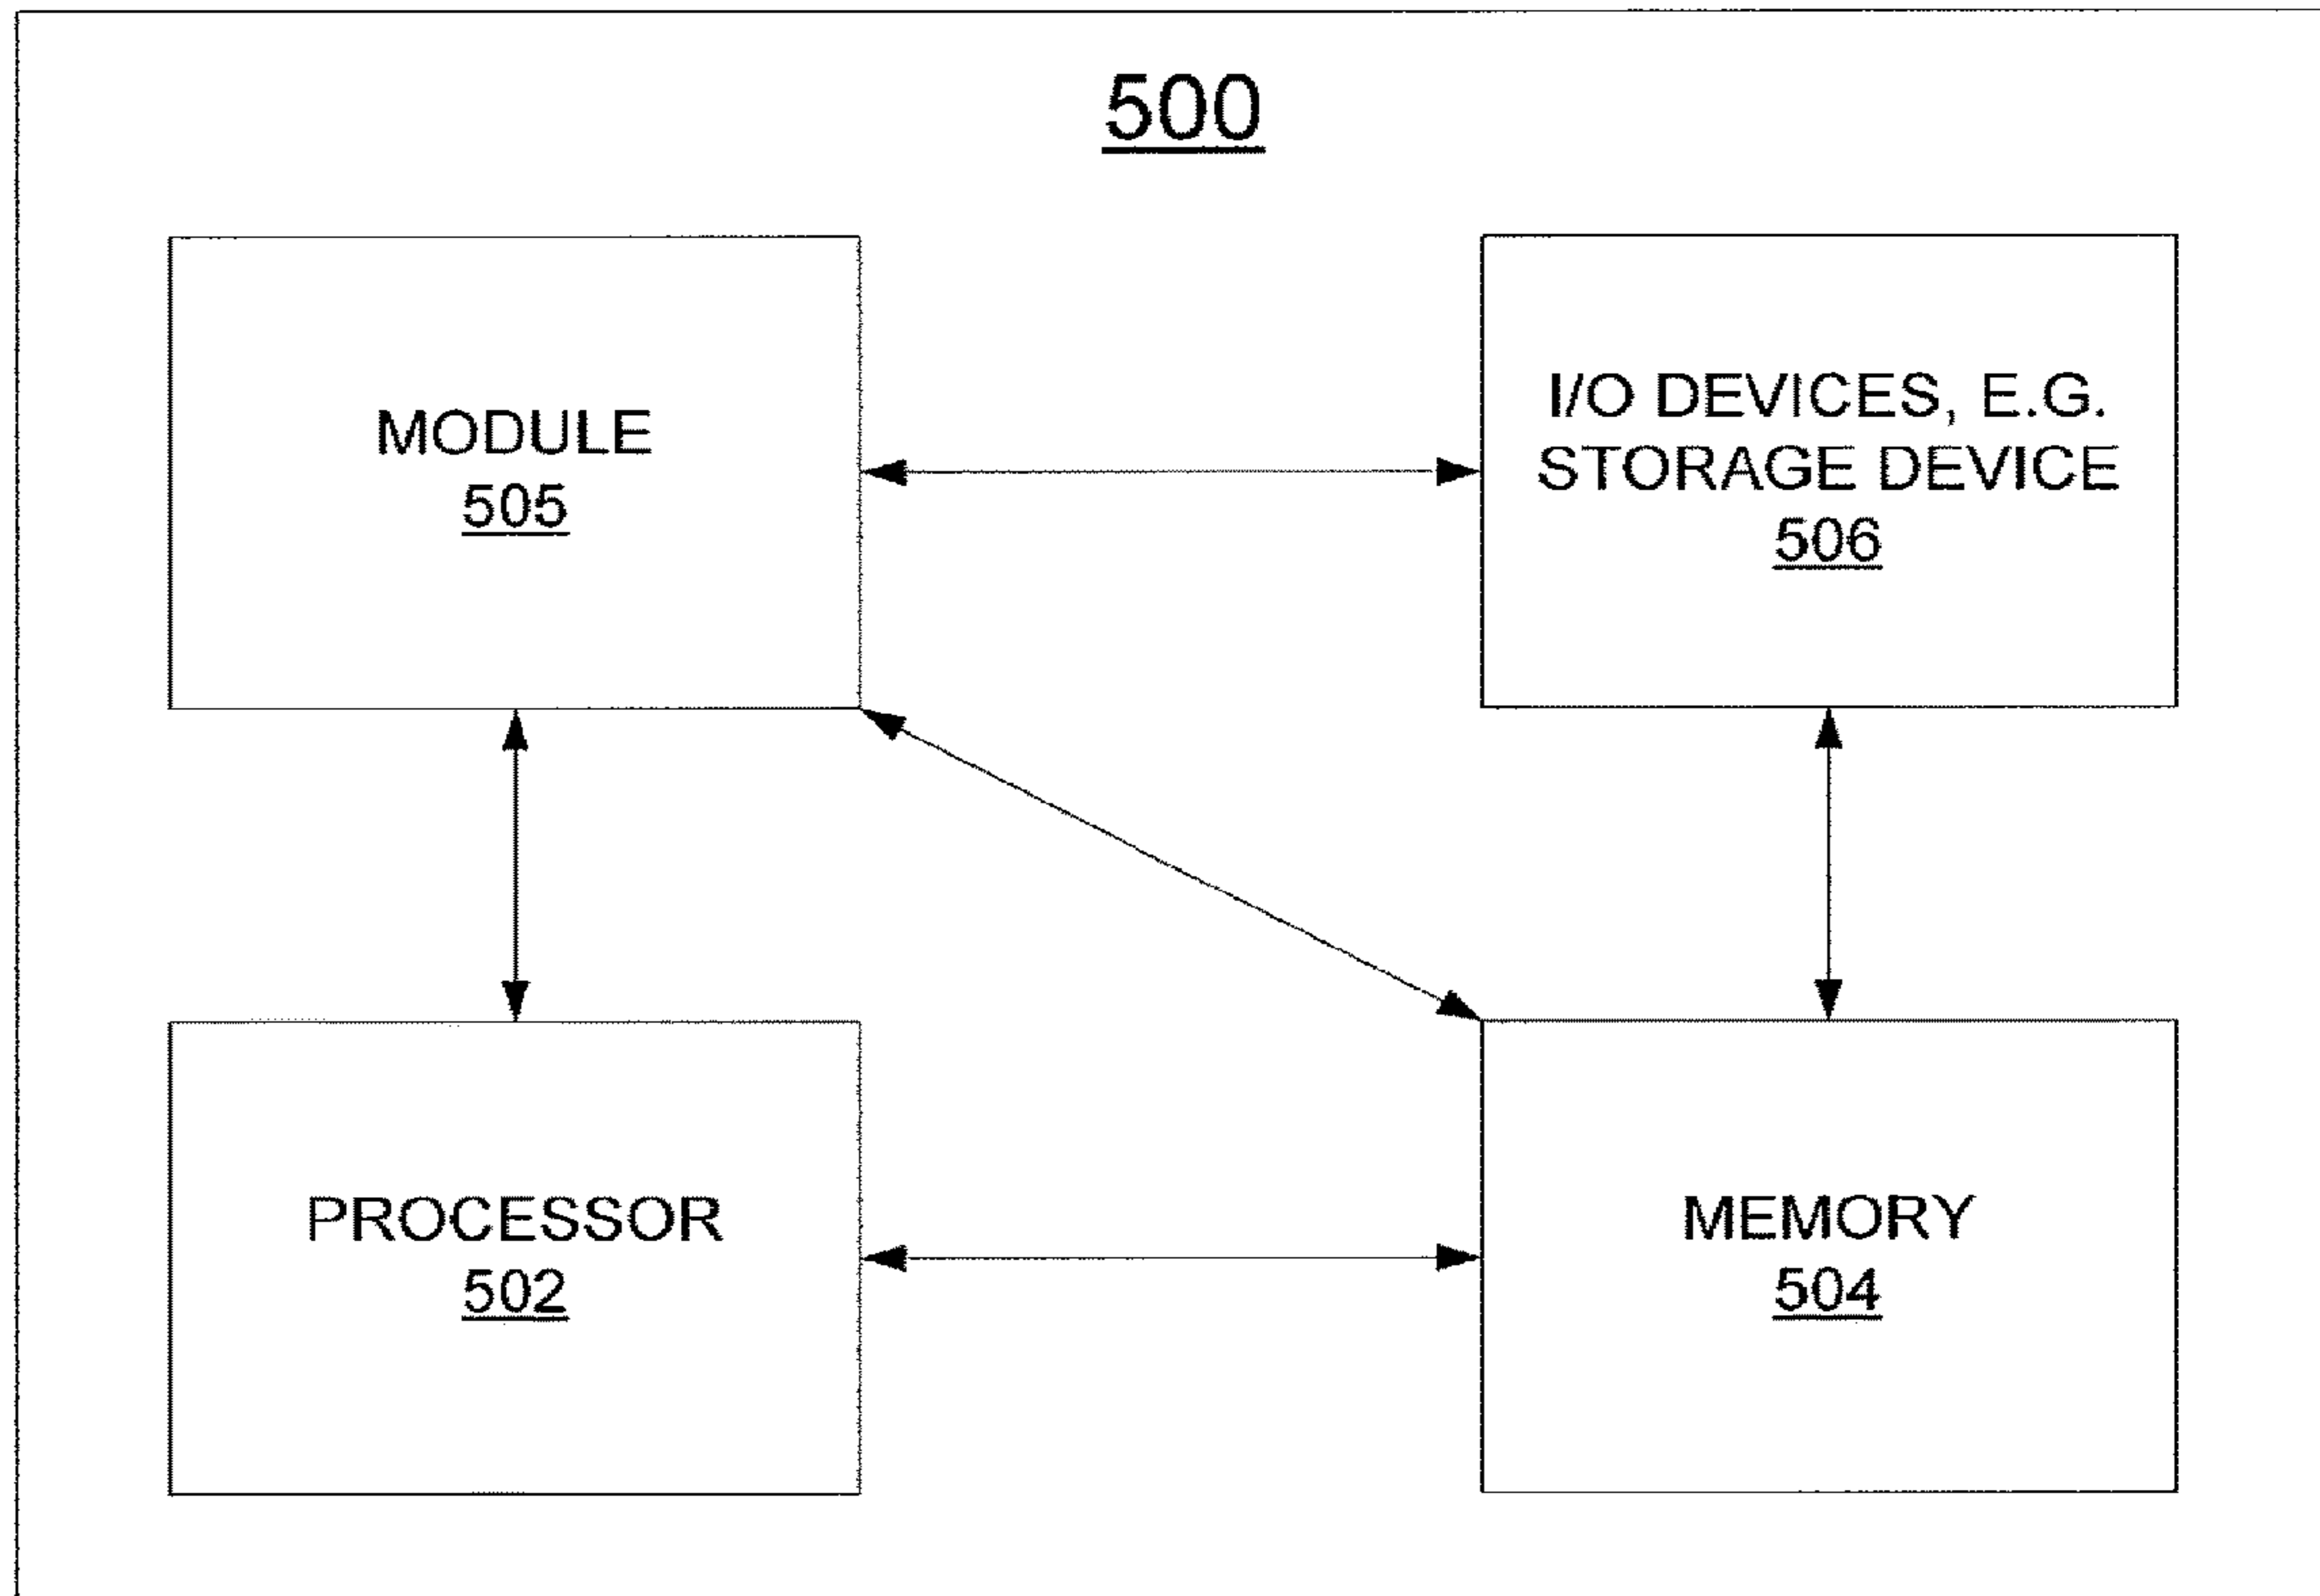 500
MODULE
505
I/O DEVICES, E.G.
STORAGE DEVICE
506
PROCESSOR
502
MEMORY
504